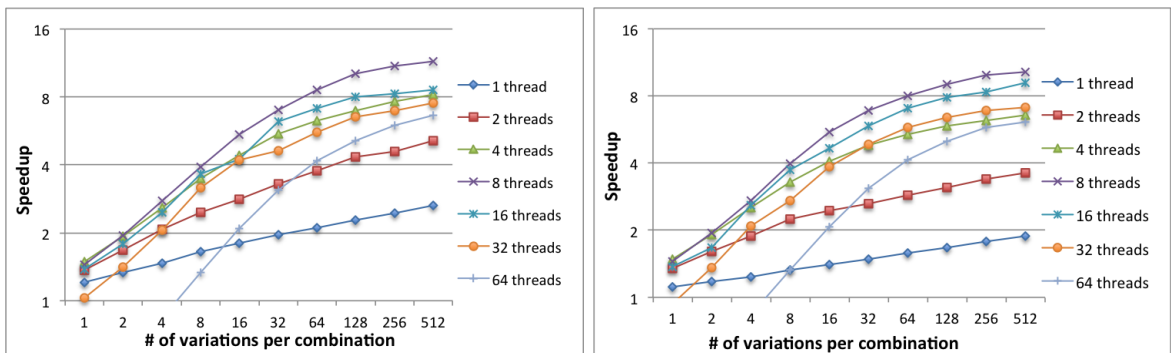 16
8
4
2
1
Speedup
1 2 4 8 16 32 64 128 256 512
# of variations per combination
1 thread
2 threads
4 threads
8 threads
16 threads
32 threads
64 threads
16
8
4
2
1
Speedup
1 2 4 8 16 32 64 128 256 512
# of variations per combination
1 thread
2 threads
4 threads
8 threads
16 threads
32 threads
64 threads